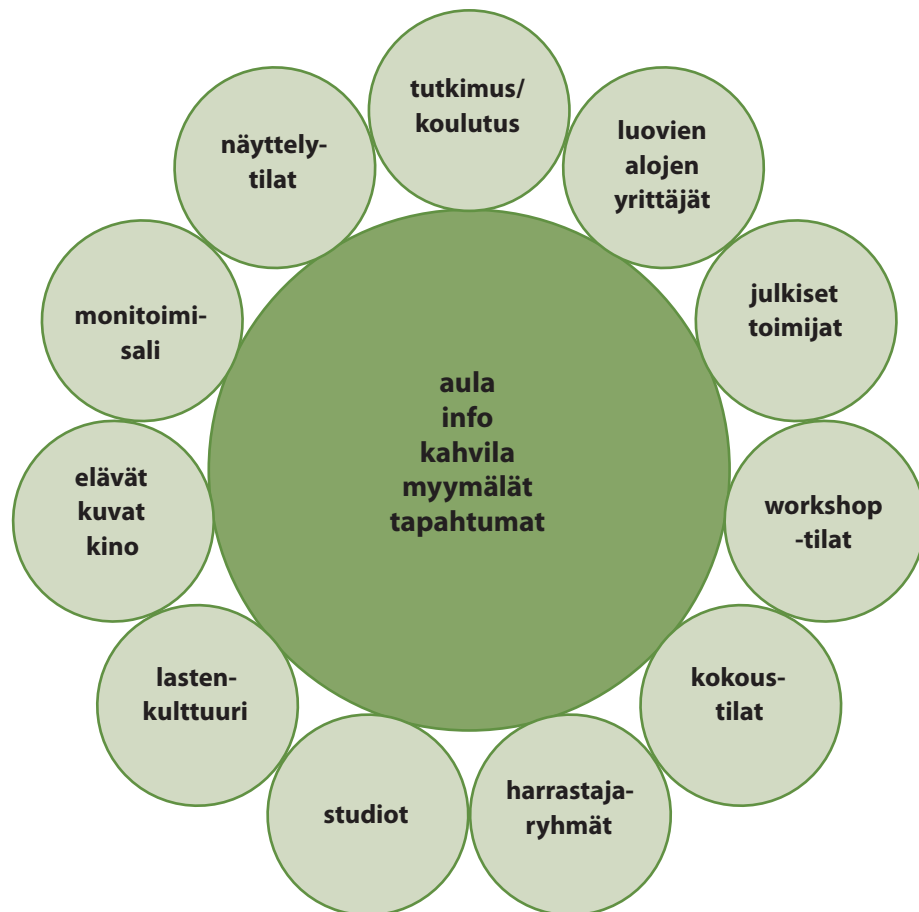 tutkimus/
koulutus
luovien
alojen
yrittäjät
julkiset
toimijat
workshop
-tilat
kokous-
tilat
harrastaja-
ryhmät
studiot
lasten-
kulttuuri
elävät
kuvat
kino
monitoimi-
sali
näyttely-
tilat
aula
info
kahvila
myymälät
tapahtumat